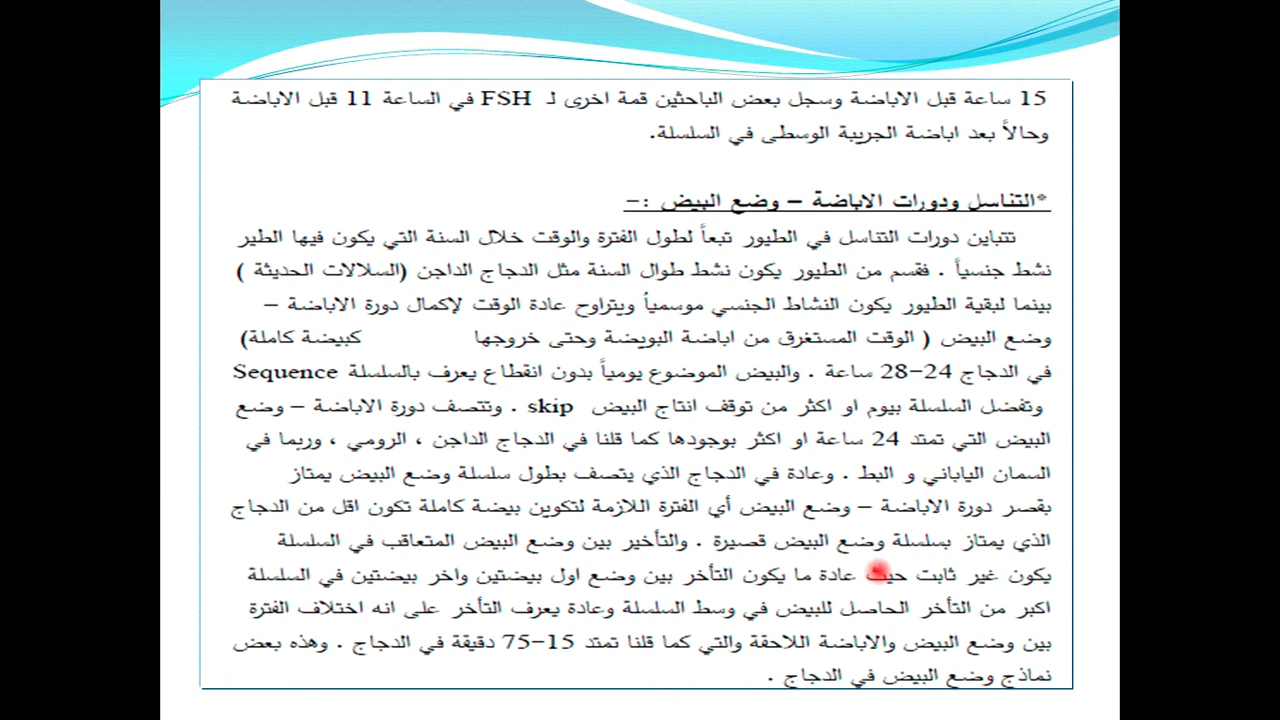 15 ساعة قبل الاباضة وسجل بعض الباحثين قمة اخرى لـ FSH في الساعة 11 قبل الاباضة
وحالاً بعد اباضة الجريبة الوسطى في السلسلة.
*التناسل ودورات الاباضة – وضع البيض :-
تتباين دورات التناسل في الطيور تبعاً لطول الفترة والوقت خلال السنة التي يكون فيها الطير
نشط جنسياً . فقسم من الطيور يكون نشط طوال السنة مثل الدجاج الداجن (السلالات الحديثة )
بينما لبقية الطيور يكون النشاط الجنسي موسمياً ويتراوح عادة الوقت لإكمال دورة الاباضة –
وضع البيض ( الوقت المستغرق من اباضة البويضة وحتى خروجها كبيضة كاملة)
في الدجاج 24-28 ساعة . والبيض الموضوع يومياً بدون انقطاع يعرف بالسلسلة Sequence
وتفضل السلسلة بيوم او اكثر من توقف انتاج البيض skip . وتتصف دورة الاباضة – وضع
البيض التي تمتد 24 ساعة او اكثر بوجودها كما قلنا في الدجاج الداجن ، الرومي ، وربما في
السمان الياباني و البط . وعادة في الدجاج الذي يتصف بطول سلسلة وضع البيض يمتاز
بقصر دورة الاباضة – وضع البيض أي الفترة اللازمة لتكوين بيضة كاملة تكون اقل من الدجاج
الذي يمتاز بسلسلة وضع البيض قصيرة . والتأخير بين وضع البيض المتعاقب في السلسلة
يكون غير ثابت حيث عادة ما يكون التأخر بين وضع اول بيضتين واخر بيضتين في السلسلة
اكبر من التأخر الحاصل للبيض في وسط السلسلة وعادة يعرف التأخر على انه اختلاف الفترة
بين وضع البيض والاباضة اللاحقة والتي كما قلنا تمتد 15-75 دقيقة في الدجاج . وهذه بعض
نماذج وضع البيض في الدجاج .